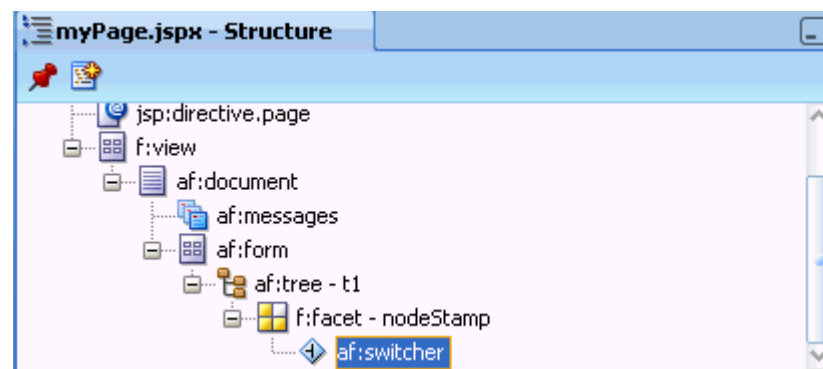 myPage.jspx - Structure
jsp:directive.page
f:view
af:document
af:messages
af:form
af:tree - t1
f:facet - nodeStamp
af:switcher